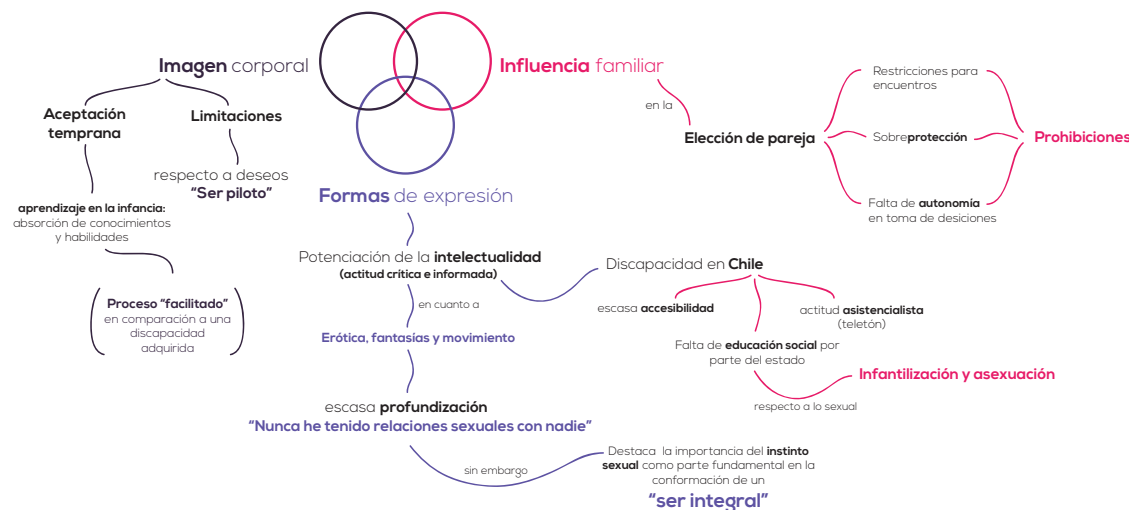 Imagen corporal
Aceptación
temprana
aprendizaje en la infancia:
absorción de conocimientos
y habilidades
Proceso “facilitado”
en comparación a una
discapacidad
adquirida
Limitaciones
respecto a deseos
“Ser piloto”
Influencia familiar
en la
Elección de pareja
Restricciones para
encuentros
Sobreprotección
Falta de autonomía
en toma de desiciones
Prohibiciones
Formas de expresión
Potenciación de la intelectualidad
(actitud crítica e informada)
en cuanto a
Erótica, fantasías y movimiento
escasa profundización
“Nunca he tenido relaciones sexuales con nadie”
sin embargo
Destaca la importancia del instinto
sexual como parte fundamental en la
conformación de un
“ser integral”
Discapacidad en Chile
escasa accesibilidad
Falta de educación social por
parte del estado
actitud asistencialista
(teletón)
respecto a lo sexual
Infantilización y asexuación